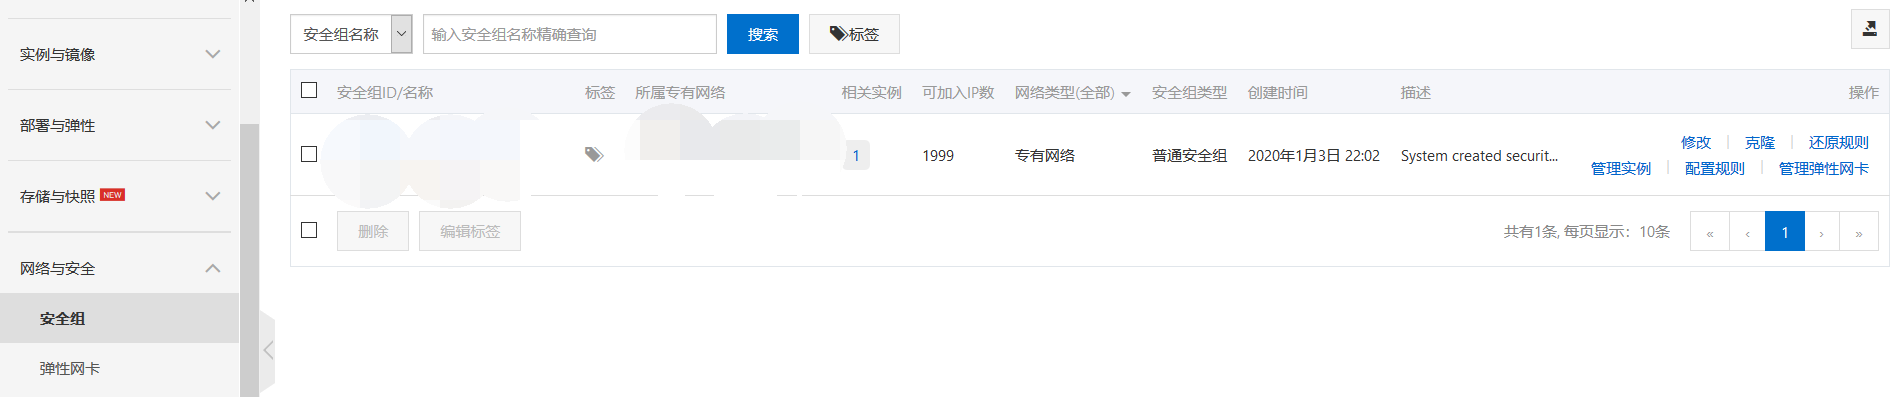 实例与镜像
部署与弹性
存储与快照 NEW
网络与安全
安全组
弹性网卡
安全组名称 输入安全组名称精确查询 搜索 标签
安全组ID/名称 标签 所属专有网络 相关实例 可加入IP数 网络类型(全部) 安全组类型 创建时间 描述 操作
1 1999 专有网络 普通安全组 2020年1月3日 22:02 System created securit... 修改 克隆 还原规则
管理实例 配置规则 管理弹性网卡
删除 编辑标签 共有1条, 每页显示：10条 « ‹ 1 › »